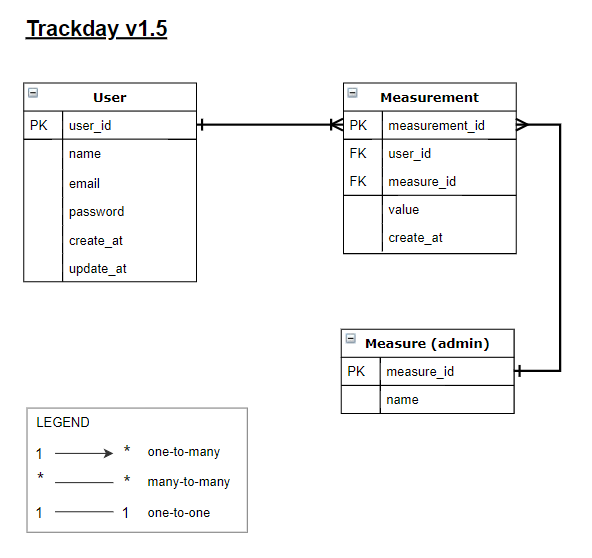 Trackday v1.5
User
PK user_id
name
email
password
create_at
update_at
Measurement
PK measurement_id
FK user_id
FK measure_id
value
create_at
Measure (admin)
PK measure_id
name
LEGEND
1 * one-to-many
* * many-to-many
1 1 one-to-one